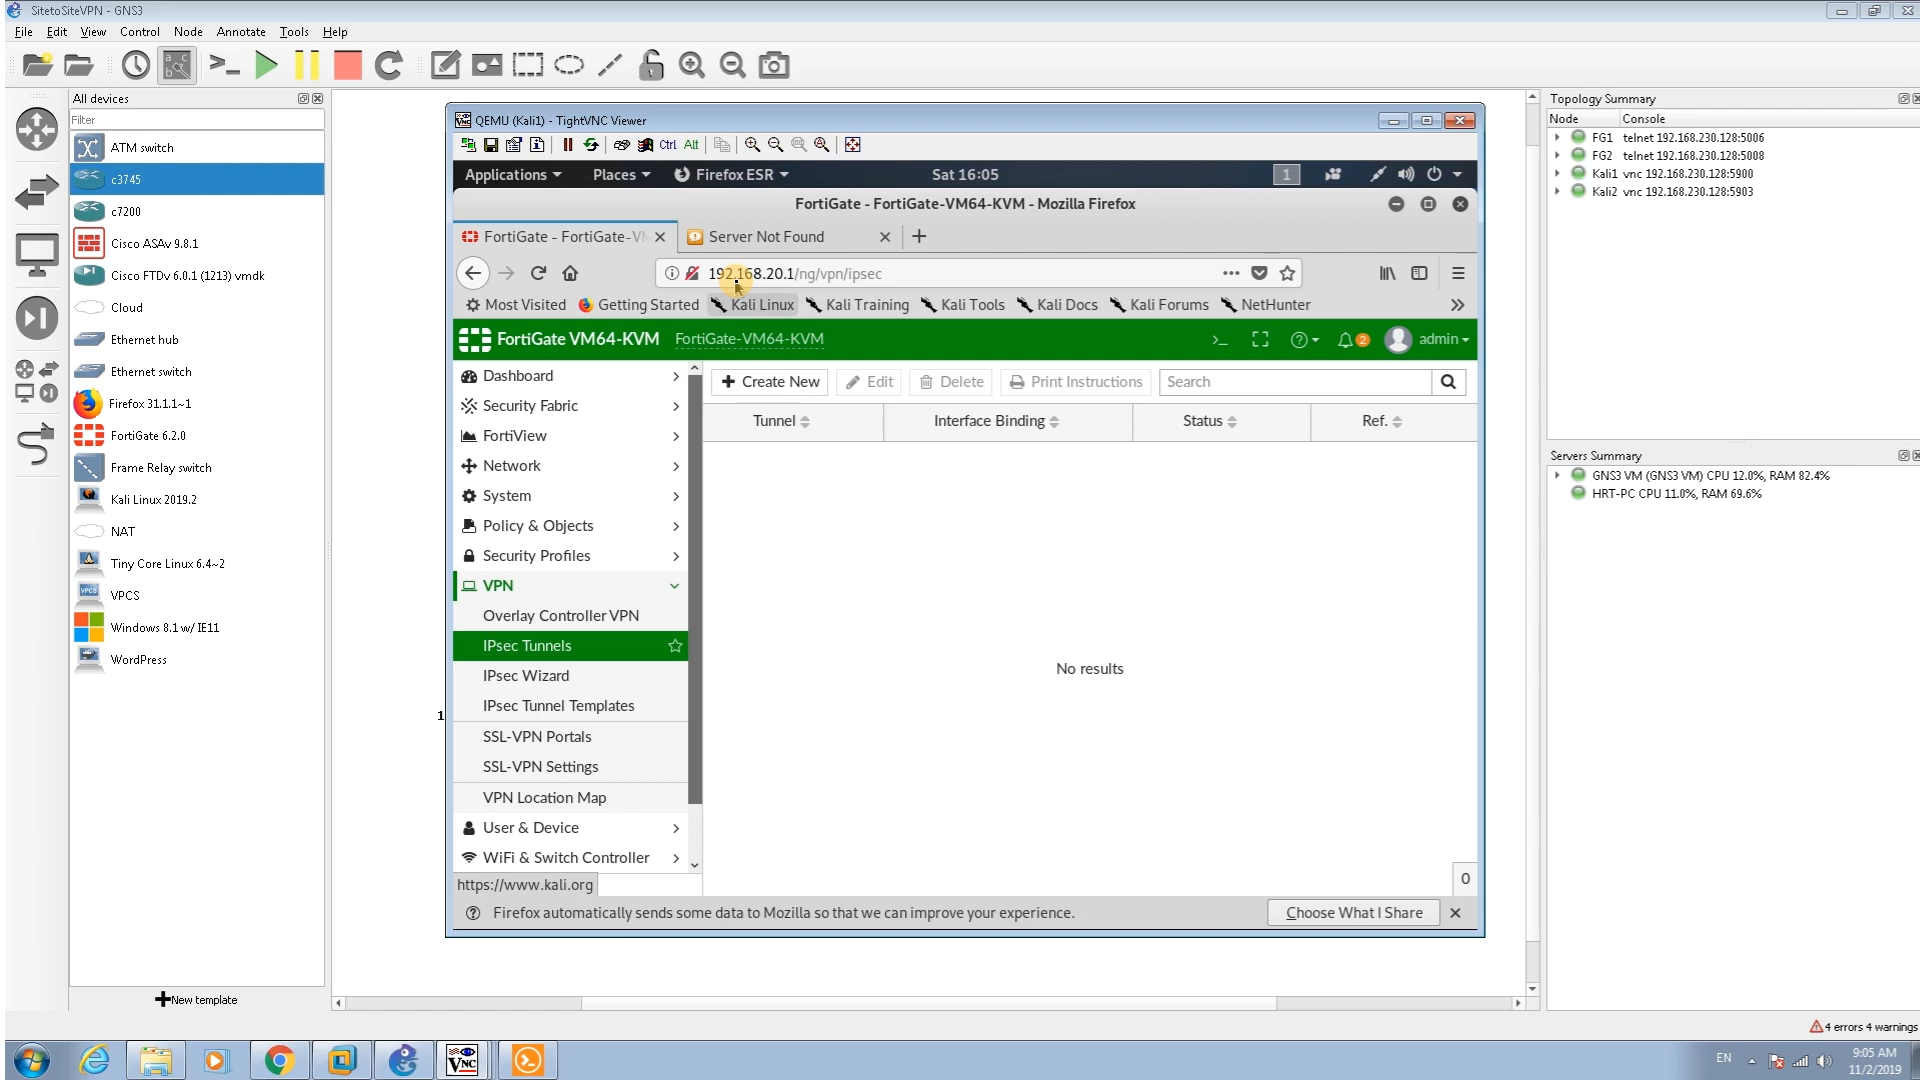 SitetoSiteVPN - GNS3
File Edit View Control Node Annotate Tools Help
All devices
Filter
ATM switch
c3745
c7200
Cisco ASAv 9.8.1
Cisco FTDv 6.0.1 (1213) vmdk
Cloud
Ethernet hub
Ethernet switch
Firefox 31.1.1~1
FortiGate 6.2.0
Frame Relay switch
Kali Linux 2019.2
NAT
Tiny Core Linux 6.4~2
VPCS
Windows 8.1 w/ IE11
WordPress
New template
1
QEMU (Kali1) - TightVNC Viewer
Ctrl Alt
Applications Places Firefox ESR Sat 16:05 1
FortiGate - FortiGate-VM64-KVM - Mozilla Firefox
FortiGate - FortiGate-VM Server Not Found
192.168.20.1/ng/vpn/ipsec
Most Visited Getting Started Kali Linux Kali Training Kali Tools Kali Docs Kali Forums NetHunter
FortiGate VM64-KVM FortiGate-VM64-KVM 2 admin
Dashboard
Security Fabric
FortiView
Network
System
Policy & Objects
Security Profiles
VPN
Overlay Controller VPN
IPsec Tunnels
IPsec Wizard
IPsec Tunnel Templates
SSL-VPN Portals
SSL-VPN Settings
VPN Location Map
User & Device
WiFi & Switch Controller
Create New Edit Delete Print Instructions Search
Tunnel Interface Binding Status Ref.
No results
0
https://www.kali.org
Firefox automatically sends some data to Mozilla so that we can improve your experience. Choose What I Share
Topology Summary
Node Console
FG1 telnet 192.168.230.128:5006
FG2 telnet 192.168.230.128:5008
Kali1 vnc 192.168.230.128:5900
Kali2 vnc 192.168.230.128:5903
Servers Summary
GNS3 VM (GNS3 VM) CPU 12.0%, RAM 82.4%
HRT-PC CPU 11.0%, RAM 69.6%
4 errors 4 warnings
EN
9:05 AM
11/2/2019